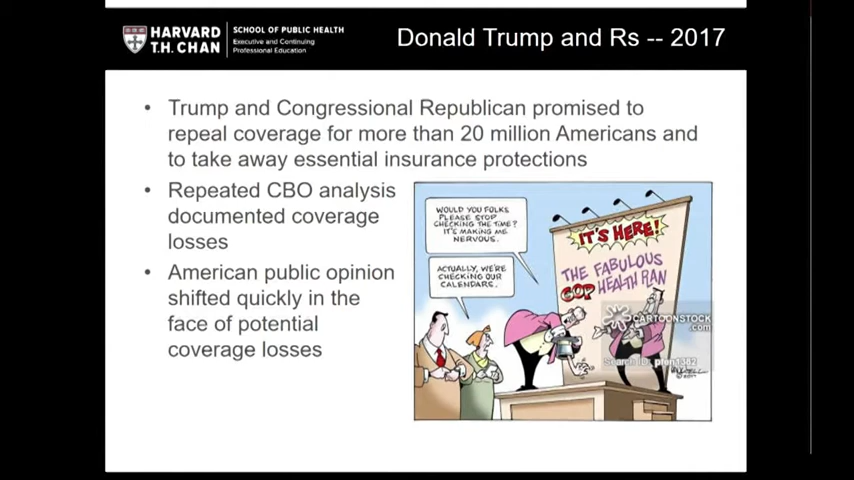 HARVARD
T.H. CHAN
SCHOOL OF PUBLIC HEALTH
Executive and Continuing
Professional Education
Donald Trump and Rs -- 2017
• Trump and Congressional Republican promised to
repeal coverage for more than 20 million Americans and
to take away essential insurance protections
• Repeated CBO analysis
documented coverage
losses
• American public opinion
shifted quickly in the
face of potential
coverage losses
WOULD YOU FOLKS
PLEASE STOP
CHECKING THE TIME?
IT'S MAKING ME
NERVOUS.
ACTUALLY, WE'RE
CHECKING OUR
CALENDARS.
IT'S HERE!
THE FABULOUS
GOP HEALTH PLAN
CARTOONSTOCK
.com
Search ID: